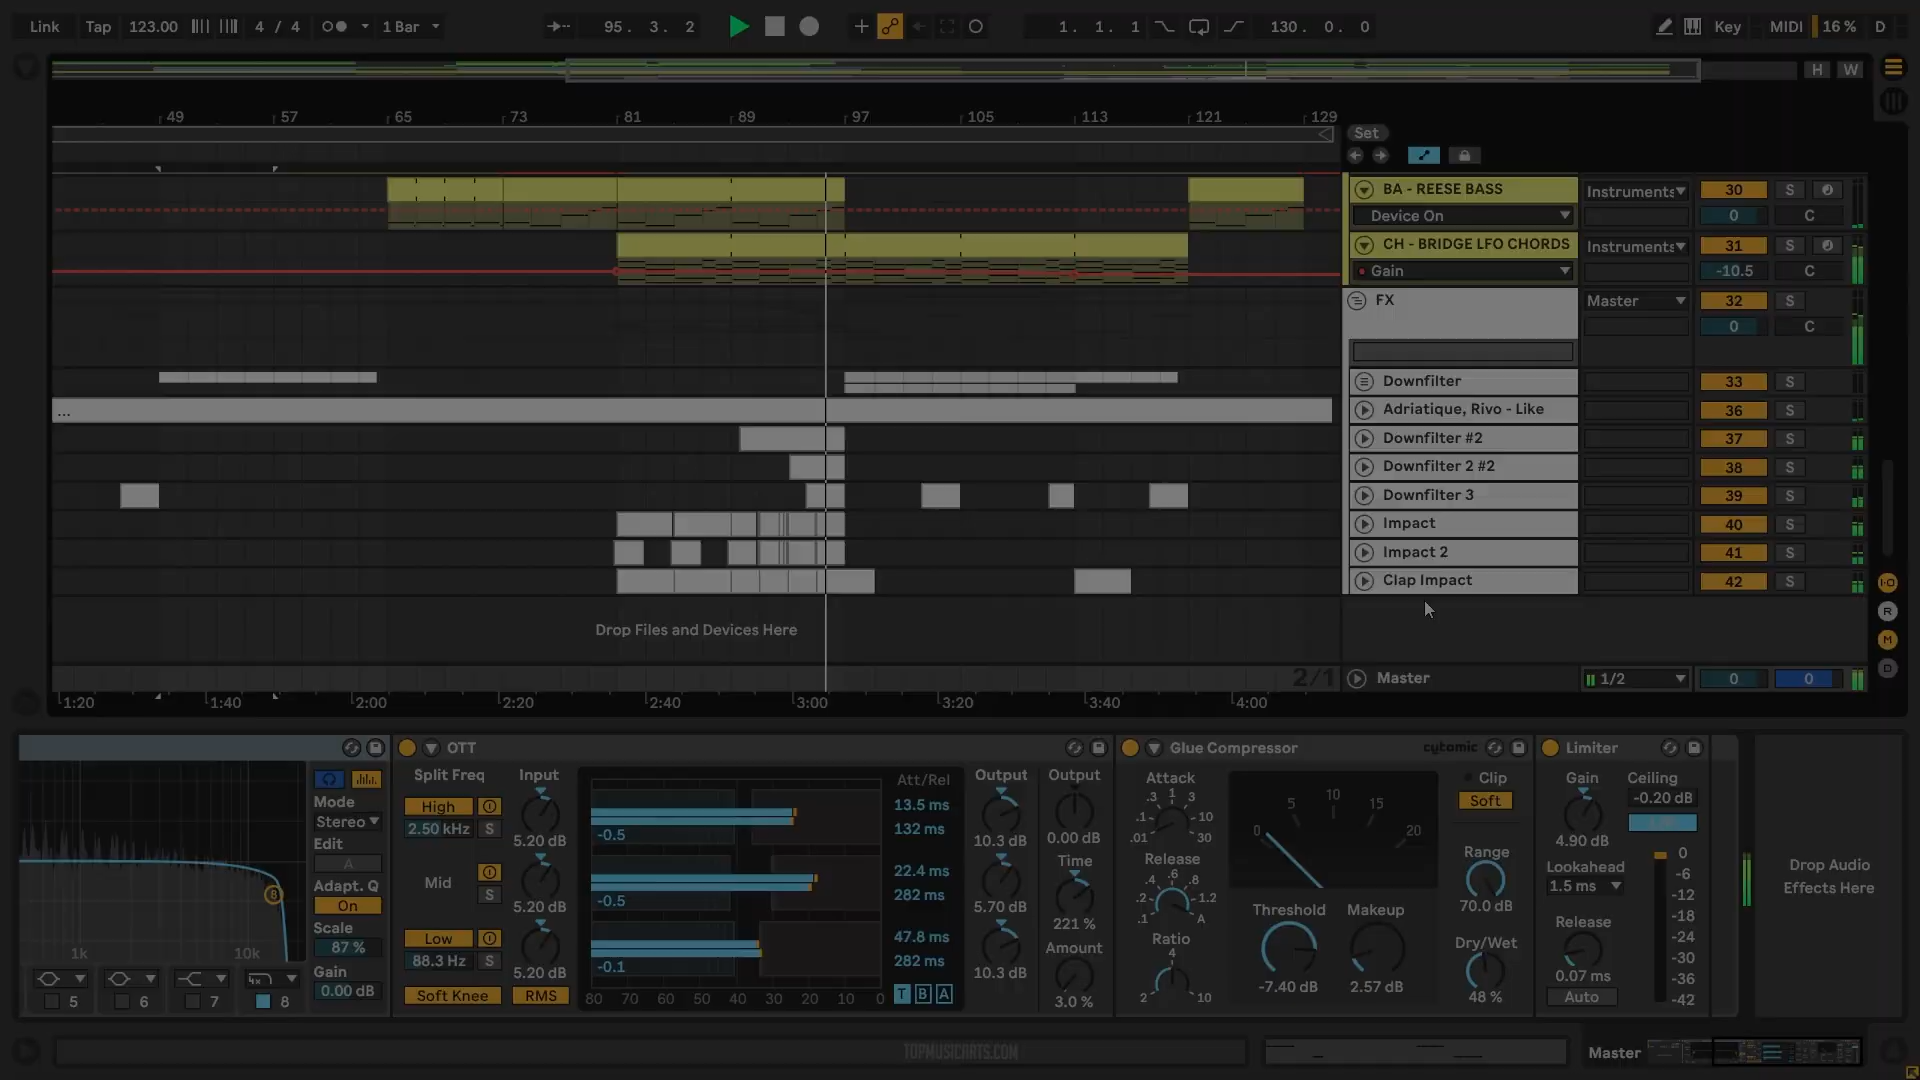 Link Tap 123.00 4 / 4 1 Bar 95. 3. 2 1. 1. 1 130. 0. 0 Key MIDI 16 % D
H W
49 57 65 73 81 89 97 105 113 121 129
Set
BA - REESE BASS Instruments 30 S
Device On 0 C
CH - BRIDGE LFO CHORDS Instruments 31 S
Gain -10.5 C
FX Master 32 S
0 C
Downfilter 33 S
... Adriatique, Rivo - Like 36 S
Downfilter #2 37 S
Downfilter 2 #2 38 S
Downfilter 3 39 S
Impact 40 S
Impact 2 41 S
Clap Impact 42 S
I·O
R
M
D
Drop Files and Devices Here
2/1 Master 1/2 0 0
1:20 1:40 2:00 2:20 2:40 3:00 3:20 3:40 4:00
OTT Glue Compressor cytomic Limiter
Mode
Stereo
Edit
A
Adapt. Q
On
Scale
87 %
Gain
0.00 dB
8
1k 10k
5 6 7 8
Split Freq Input Att/Rel Output Output
High 13.5 ms
2.50 kHz S -0.5 132 ms
5.20 dB 10.3 dB 0.00 dB
Time
Mid 22.4 ms
S -0.5 282 ms
5.20 dB 5.70 dB 221 %
Low 47.8 ms Amount
88.3 Hz S -0.1 282 ms
5.20 dB 10.3 dB
Soft Knee RMS 80 70 60 50 40 30 20 10 0 T B A 3.0 %
Attack
.01 .1 .3 1 3 10 30
Release
.1 .2 .4 .6 .8 1.2 A
Ratio
2 4 10
0 5 10 15 20
Threshold Makeup
-7.40 dB 2.57 dB
Clip
Soft
Range
70.0 dB
Dry/Wet
48 %
Gain Ceiling
-0.20 dB
4.90 dB
Lookahead
1.5 ms
Release
0.07 ms
Auto
0
-6
-12
-18
-24
-30
-36
-42
Drop Audio
Effects Here
TOPMUSICARTS.COM
Master